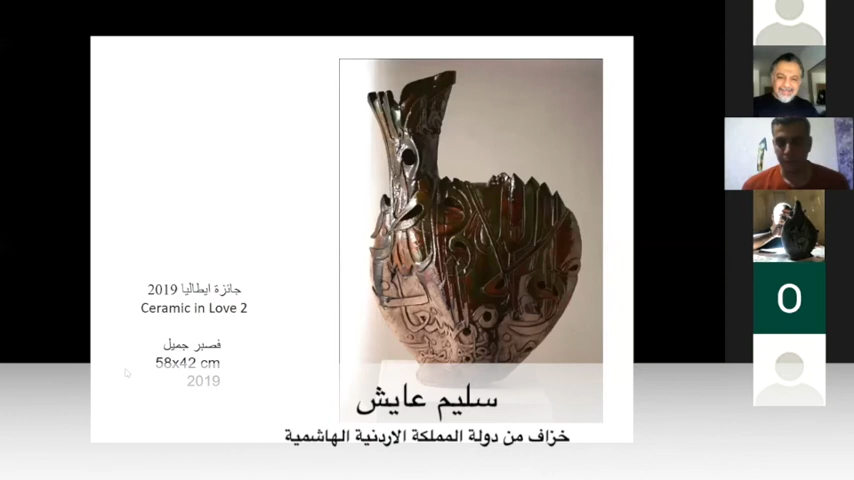 جائزة ايطاليا 2019
Ceramic in Love 2
فصبر جميل
58x42 cm
2019
سليم عايش
خزاف من دولة المملكة الاردنية الهاشمية
O